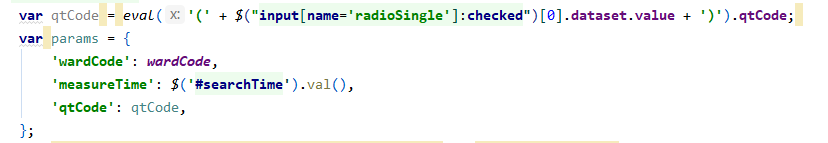 var qtCode = eval( x: '(' + $("input[name='radioSingle']:checked")[0].dataset.value + ')').qtCode;
var params = {
'wardCode': wardCode,
'measureTime': $('#searchTime').val(),
'qtCode': qtCode,
};